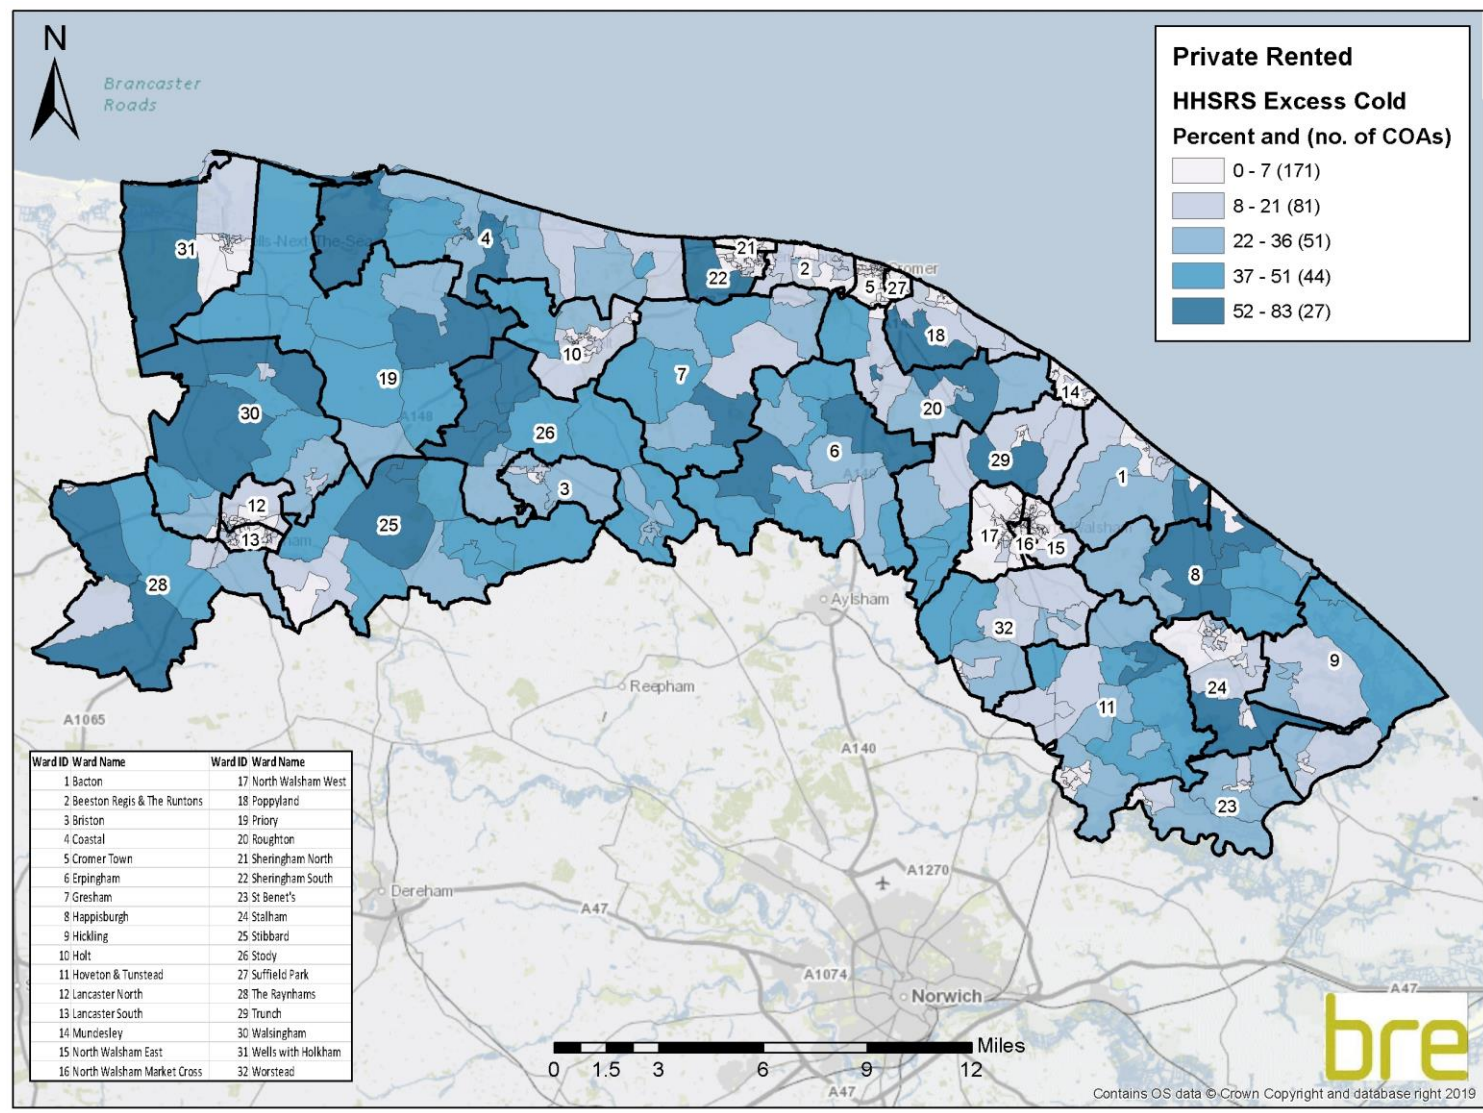 N
Brancaster
Roads
Private Rented
HHSRS Excess Cold
Percent and (no. of COAs)
0 - 7 (171)
8 - 21 (81)
22 - 36 (51)
37 - 51 (44)
52 - 83 (27)
31
4
21
22
2
5
27
Cromer
18
10
7
19
A148
14
30
20
26
6
29
1
3
12
25
13
17
16
15
28
8
Aylsham
32
9
Reepham
24
11
A1065
A140
23
Ward ID Ward Name Ward ID Ward Name
1 Bacton 17 North Walsham West
2 Beeston Regis & The Runtons 18 Poppyland
3 Briston 19 Priory
4 Coastal 20 Roughton
5 Cromer Town 21 Sheringham North
6 Erpingham 22 Sheringham South
7 Gresham 23 St Benet's
8 Happisburgh 24 Stalham
9 Hickling 25 Stibbard
10 Holt 26 Stody
11 Hoveton & Tunstead 27 Suffield Park
12 Lancaster North 28 The Raynhams
13 Lancaster South 29 Trunch
14 Mundesley 30 Walsingham
15 North Walsham East 31 Wells with Holkham
16 North Walsham Market Cross 32 Worstead
Dereham
A47
A1270
A1074
Norwich
A47
bre
Miles
0 1.5 3 6 9 12
A47
Contains OS data © Crown Copyright and database right 2019